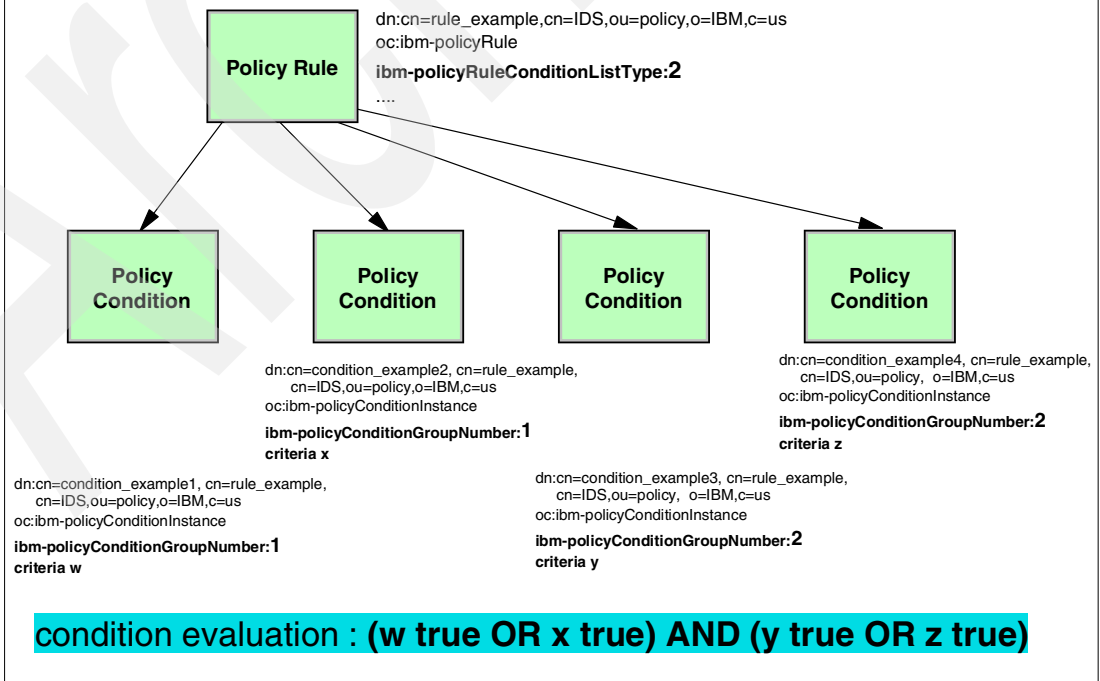 Policy Rule
dn:cn=rule_example,cn=IDS,ou=policy,o=IBM,c=us
oc:ibm-policyRule
ibm-policyRuleConditionListType:2
....
Policy
Condition
Policy
Condition
Policy
Condition
Policy
Condition
dn:cn=condition_example2, cn=rule_example,
cn=IDS,ou=policy,o=IBM,c=us
oc:ibm-policyConditionInstance
ibm-policyConditionGroupNumber:1
criteria x
dn:cn=condition_example4, cn=rule_example,
cn=IDS,ou=policy, o=IBM,c=us
oc:ibm-policyConditionInstance
ibm-policyConditionGroupNumber:2
criteria z
dn:cn=condition_example1, cn=rule_example,
cn=IDS,ou=policy,o=IBM,c=us
oc:ibm-policyConditionInstance
ibm-policyConditionGroupNumber:1
criteria w
dn:cn=condition_example3, cn=rule_example,
cn=IDS,ou=policy, o=IBM,c=us
oc:ibm-policyConditionInstance
ibm-policyConditionGroupNumber:2
criteria y
condition evaluation : (w true OR x true) AND (y true OR z true)